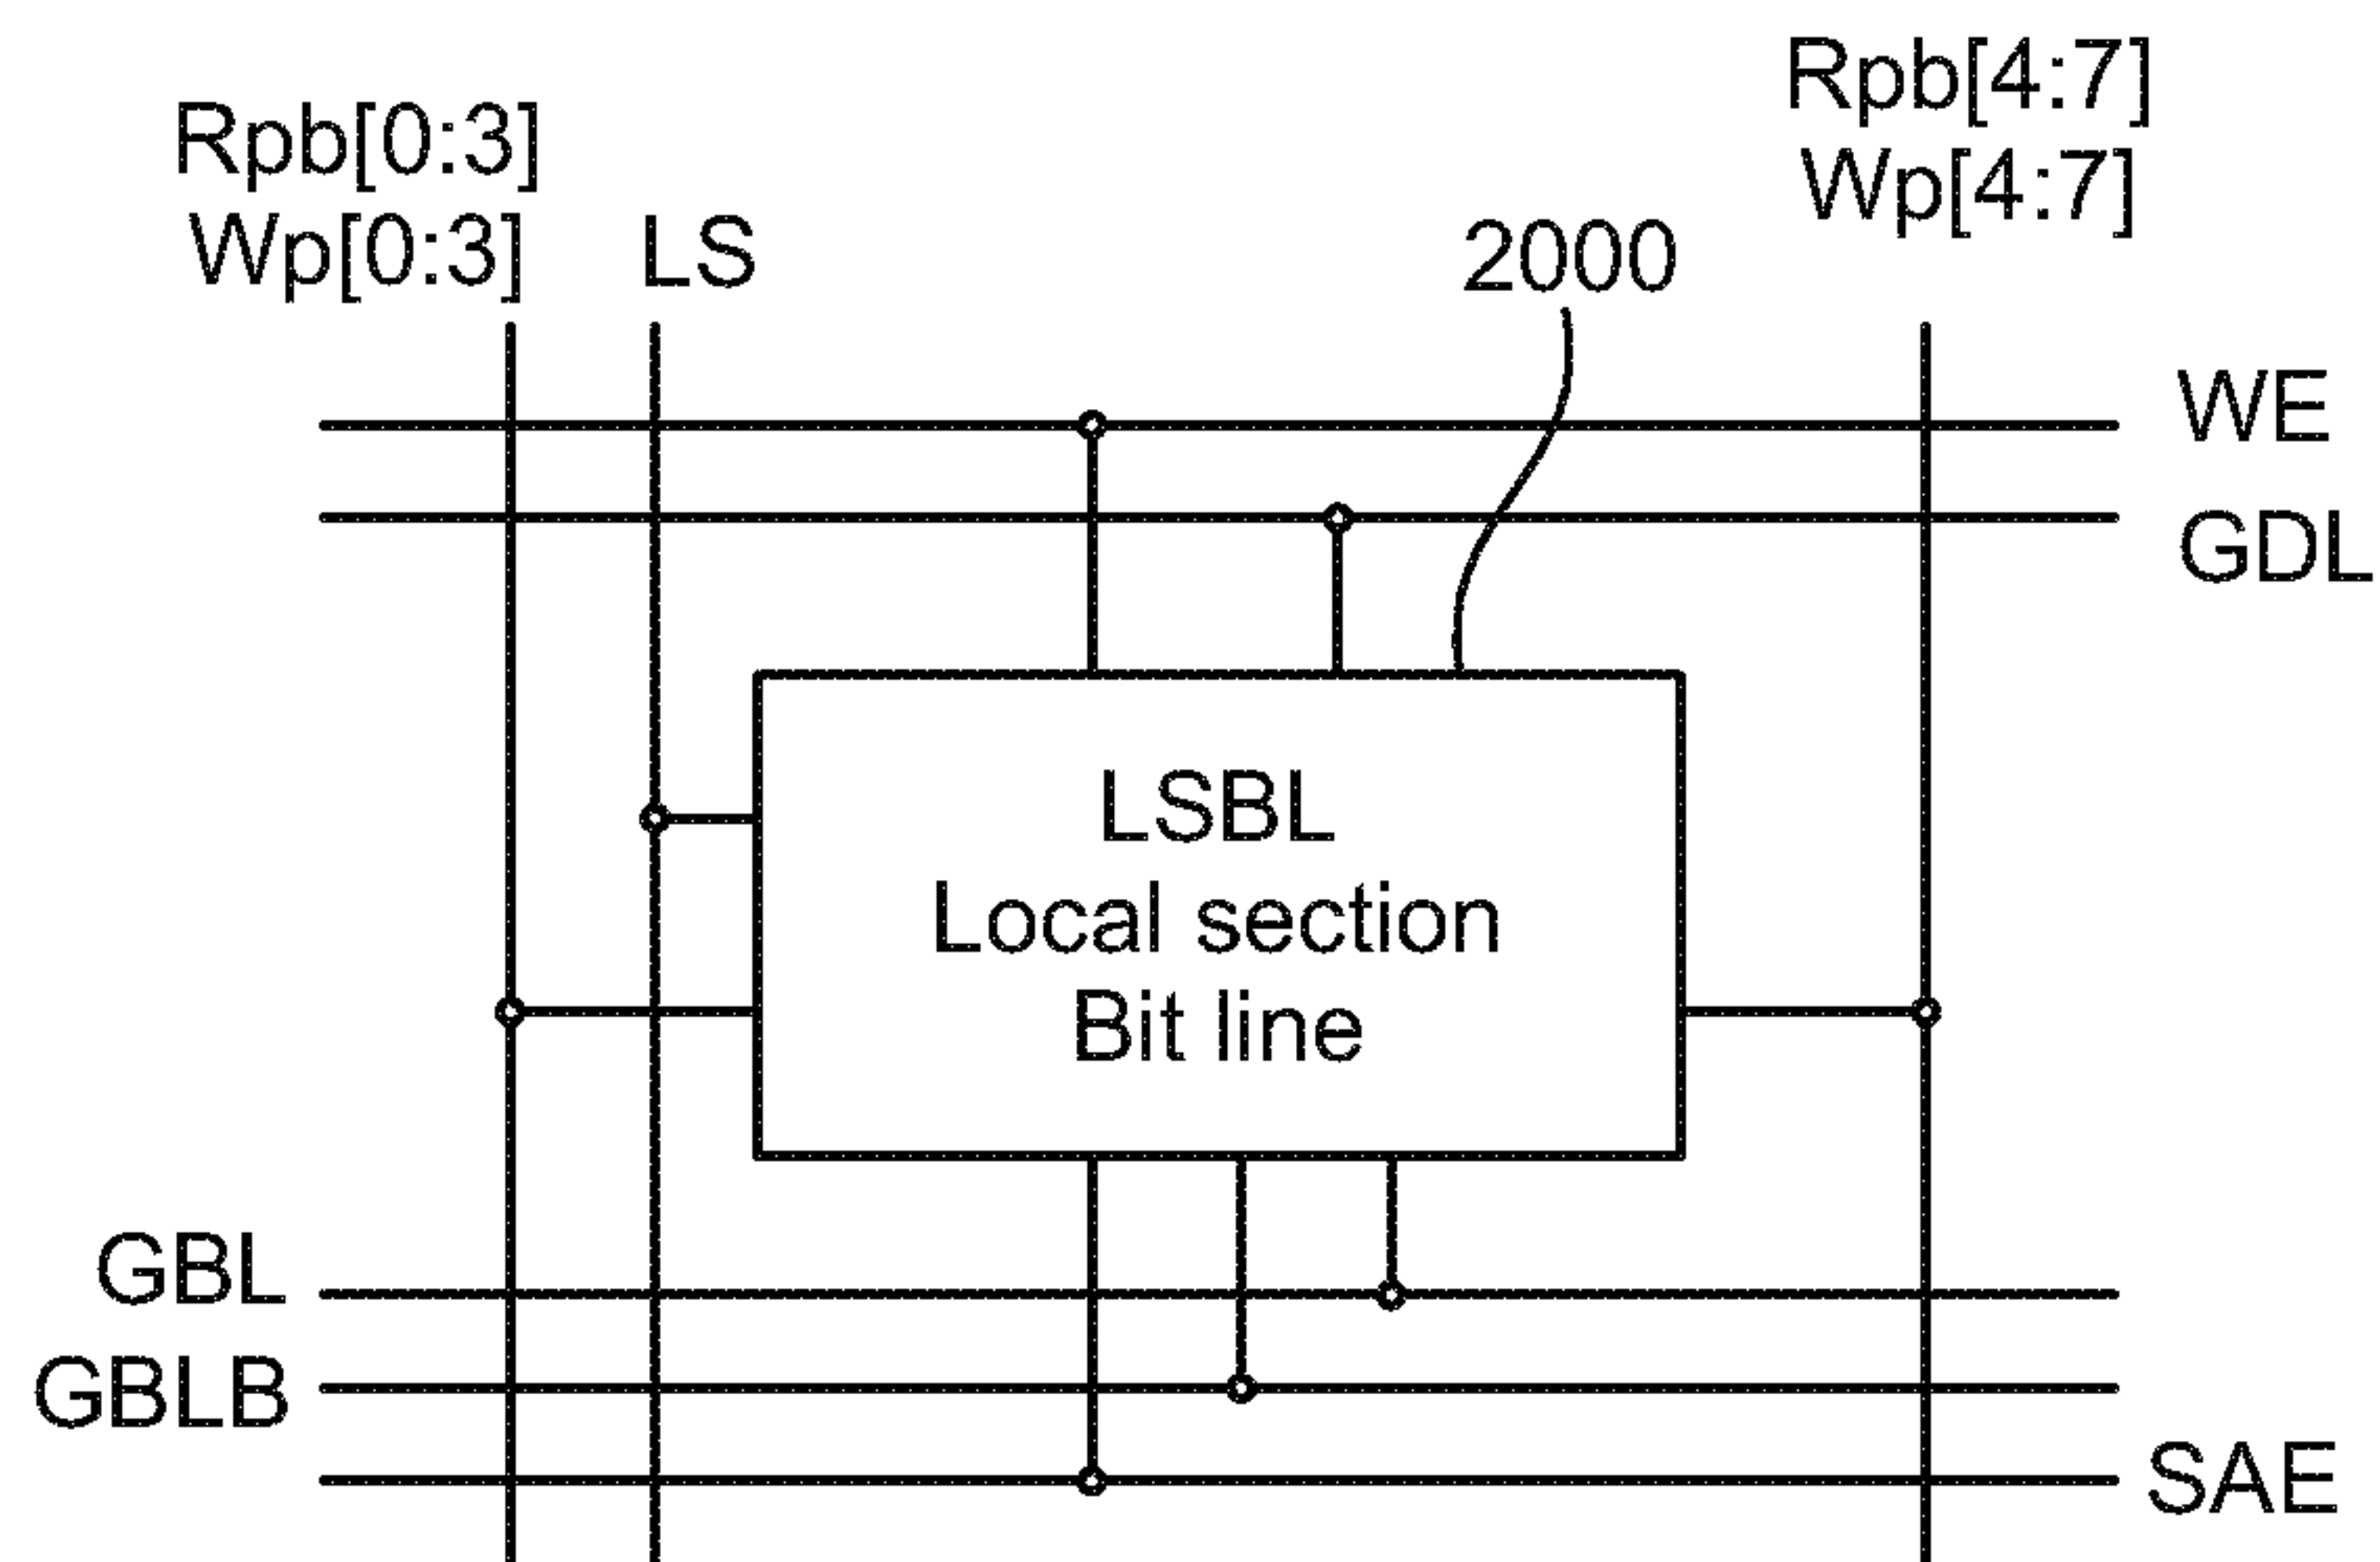 Rpb[0:3]
Wp[0:3]
LS
2000
Rpb[4:7]
Wp[4:7]
WE
GDL
LSBL
Local section
Bit line
GBL
GBLB
SAE